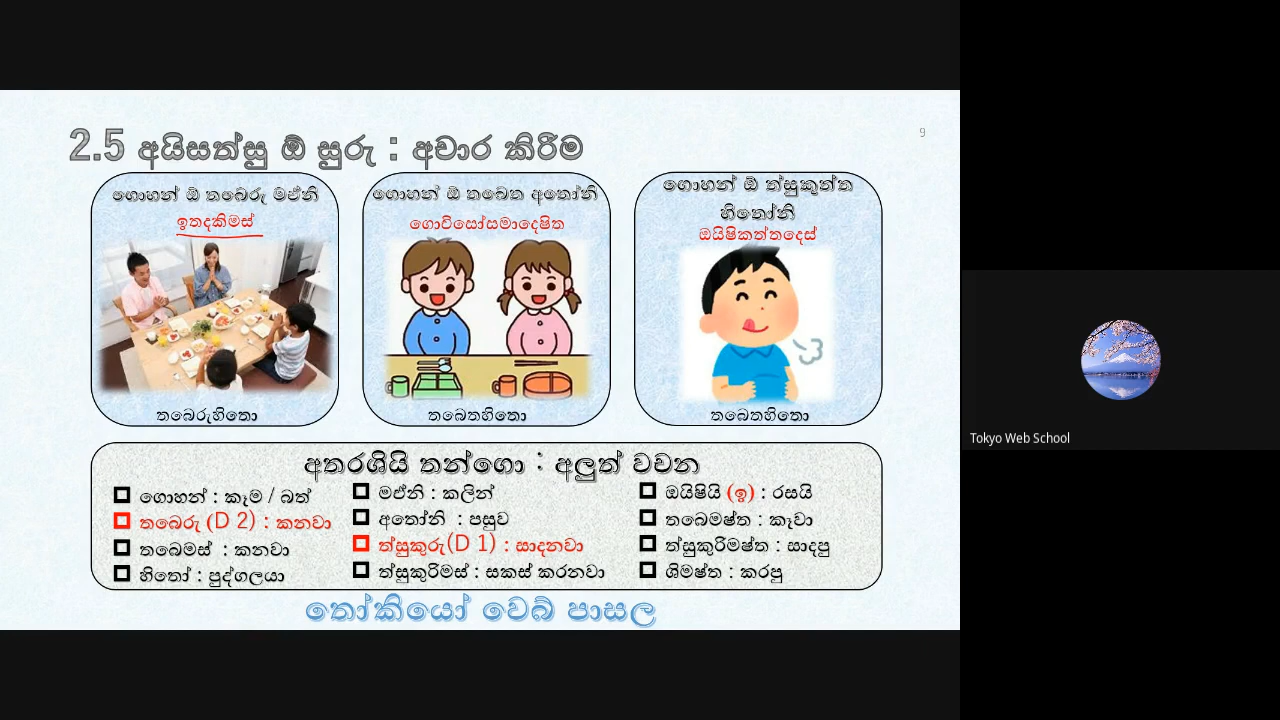 2.5 අයිසත්සු ඕ සුරු : අචාර කිරීම
9
ගොහන් ඕ තබෙරු මඒනි
ඉතදකිමස්
තබෙරුහිතො
ගොහන් ඕ තබෙත අතෝනි
ගොචිසෝසමාදෙෂිත
තබෙතහිතො
ගොහන් ඕ ත්සුකුත්ත
හිතෝනි
ඔයිෂිකත්තදෙස්
තබෙතහිතො
අතරශියි තන්ගො : අලුත් වචන
ගොහන් : කෑම / බත්
තබෙරු (D 2) : කනවා
තබෙමස් : කනවා
හිතෝ : පුද්ගලයා
මඒනි : කලින්
අතෝනි : පසුව
ත්සුකුරු(D 1) : සාදනවා
ත්සුකුරිමස් : සකස් කරනවා
ඔයිෂියි (ඉ) : රසයි
තබෙමෂ්ත : කෑවා
ත්සුකුරිමෂ්ත : සාදපු
ශිමෂ්ත : කරපු
තෝකියෝ වෙබ් පාසල
Tokyo Web School